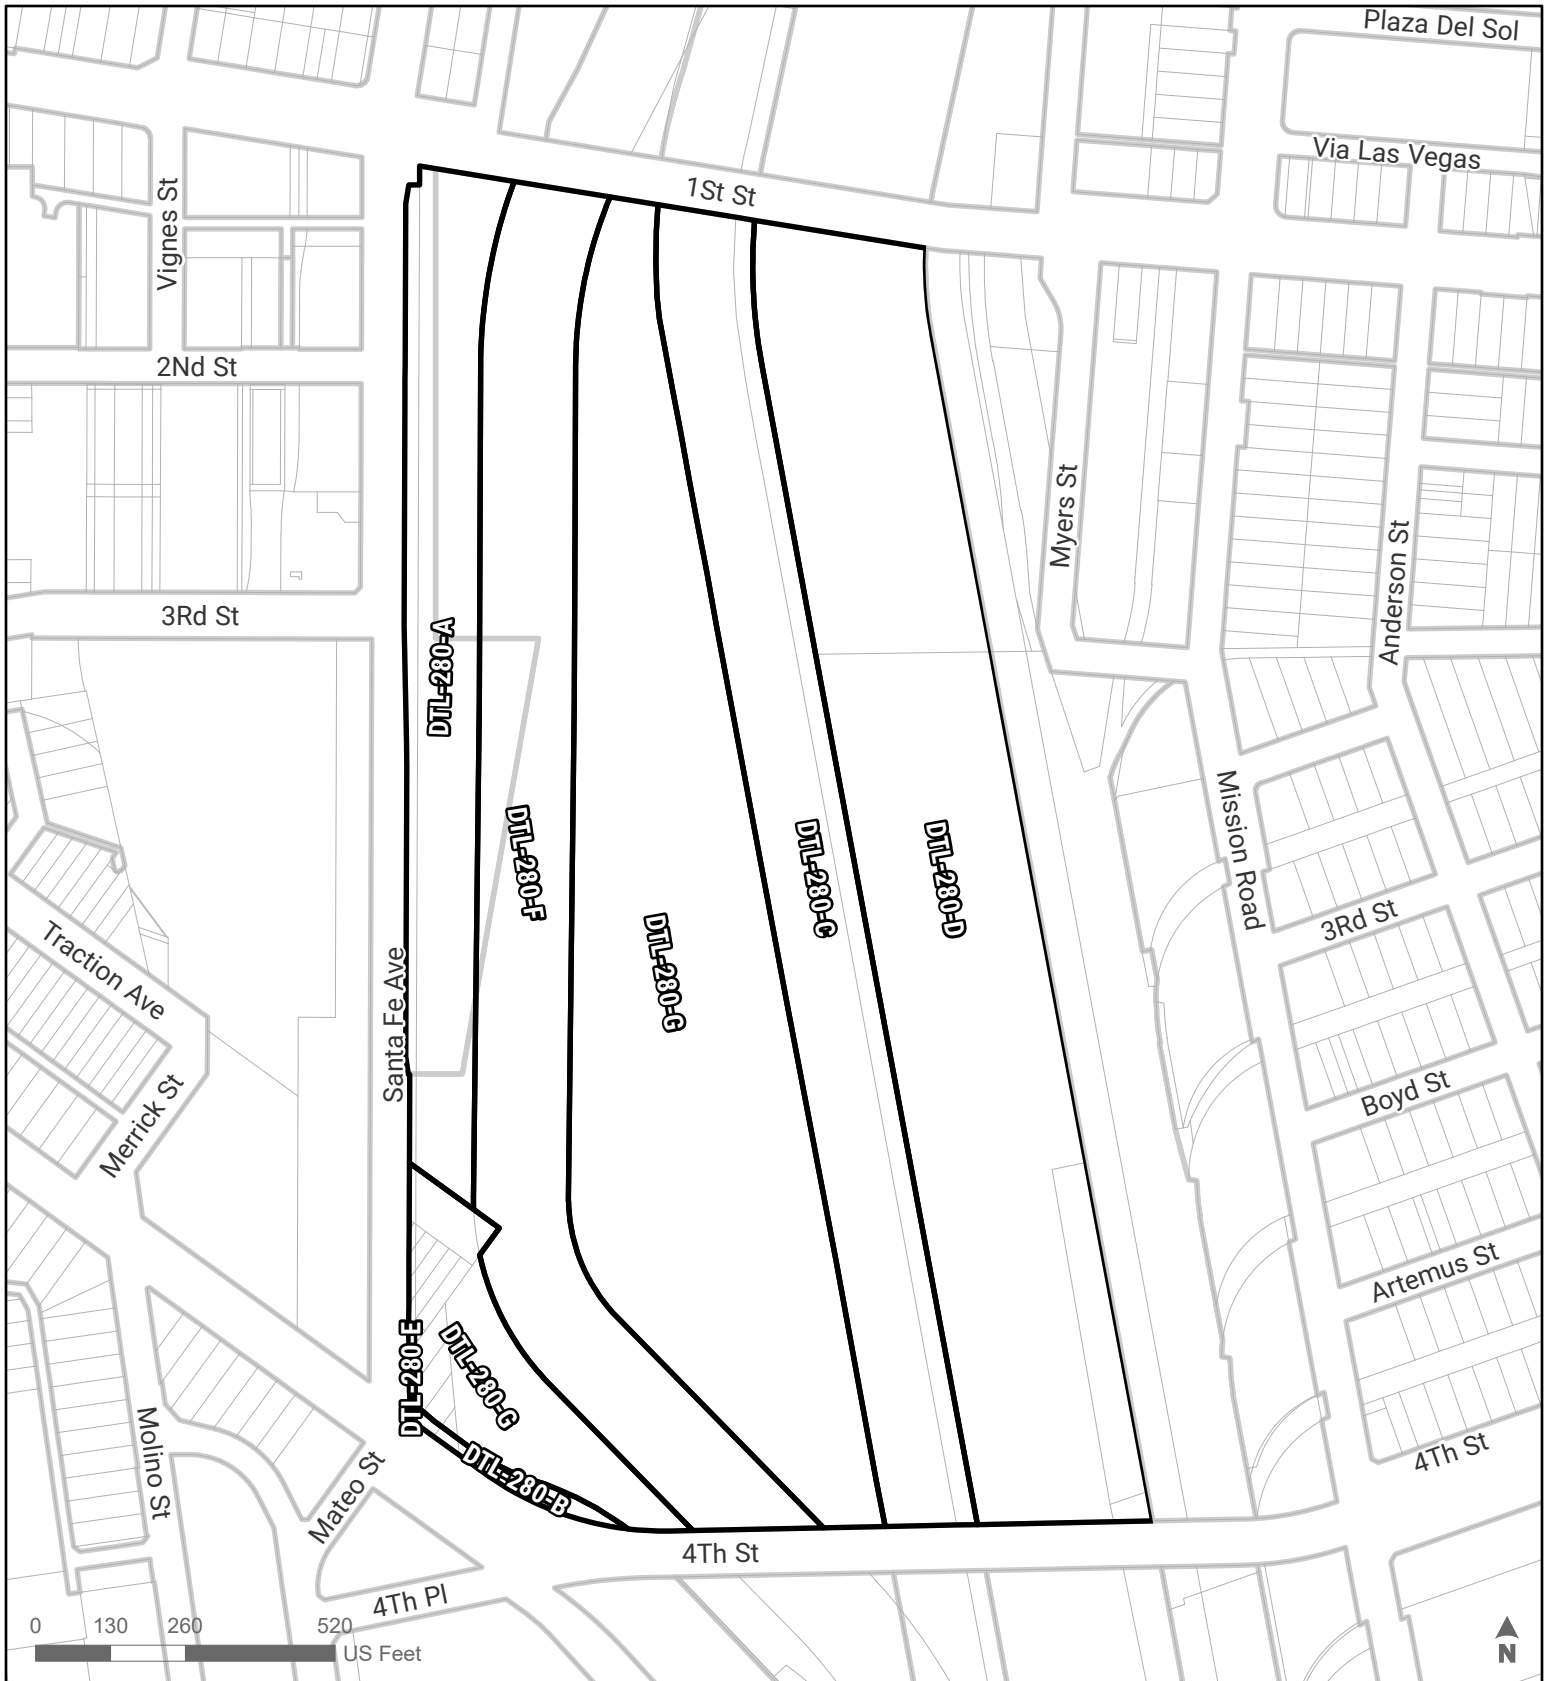 Plaza Del Sol
Via Las Vegas
1St St
Vignes St
2Nd St
Myers St
Anderson St
3Rd St
DTL-280-A
DTL-280-F
DTL-280-C
DTL-280-D
Mission Road
DTL-280-G
3Rd St
Traction Ave
Santa Fe Ave
Merrick St
Boyd St
Artemus St
DTL-280-E
DTL-280-G
Molino St
Mateo St
DTL-280-B
4Th St
4Th St
4Th Pl
0 130 260 520
US Feet
N